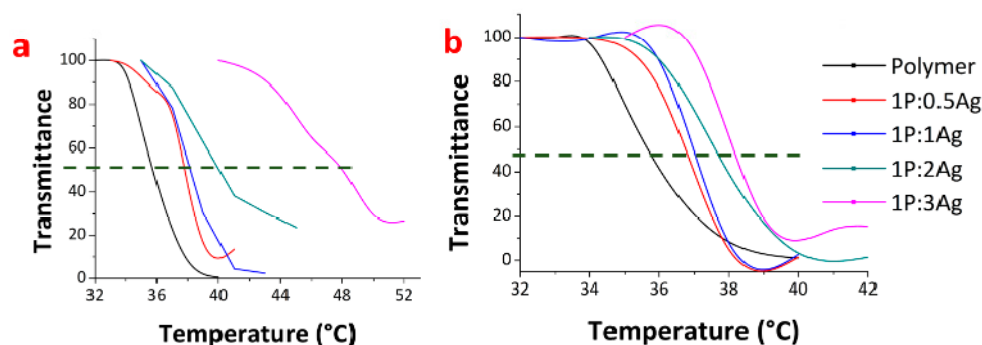 a
Transmittance
100
80
60
40
20
0
32 36 40 44 48 52
Temperature (°C)
b
Transmittance
100
80
60
40
20
0
32 34 36 38 40 42
Temperature (°C)
Polymer
1P:0.5Ag
1P:1Ag
1P:2Ag
1P:3Ag